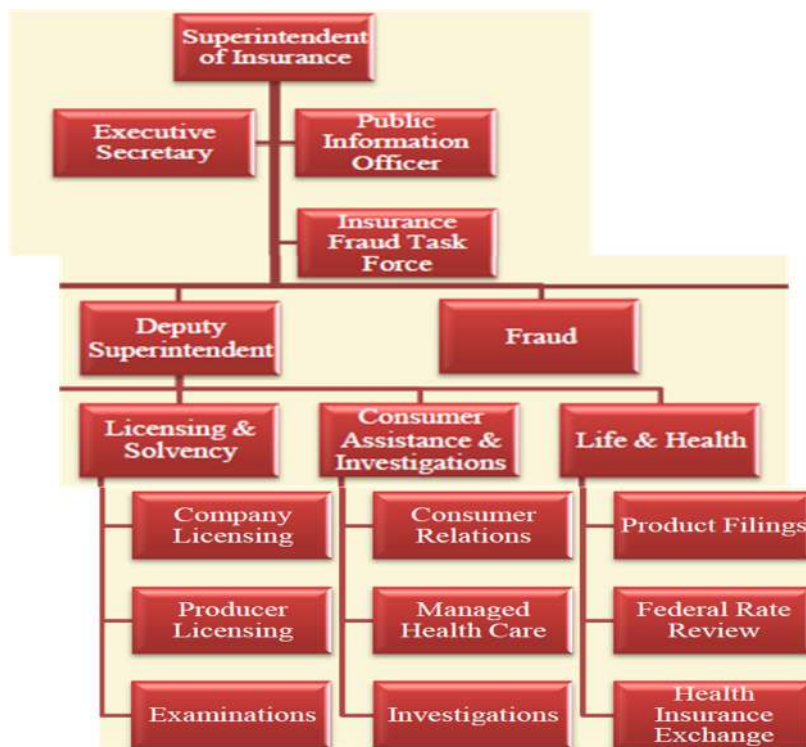 Superintendent
of Insurance
Executive
Secretary
Public
Information
Officer
Insurance
Fraud Task
Force
Deputy
Superintendent
Fraud
Licensing &
Solvency
Consumer
Assistance &
Investigations
Life & Health
Company
Licensing
Consumer
Relations
Product Filings
Producer
Licensing
Managed
Health Care
Federal Rate
Review
Examinations
Investigations
Health
Insurance
Exchange